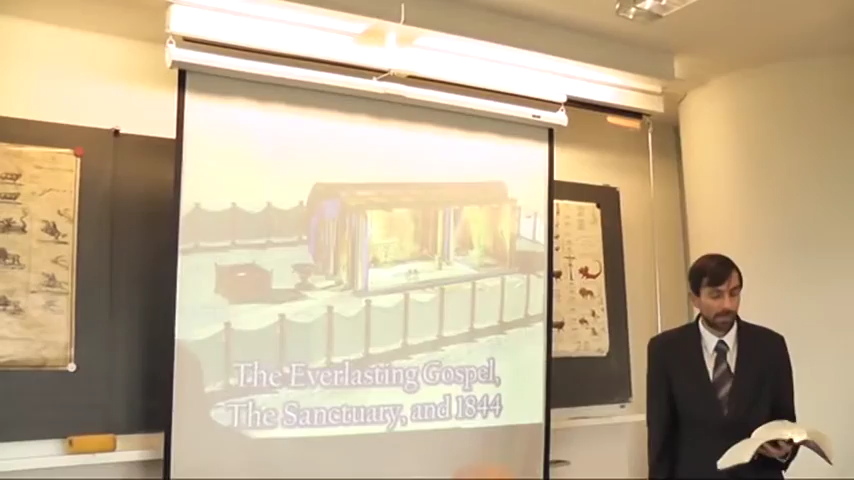 The Everlasting Gospel,
The Sanctuary, and 1844